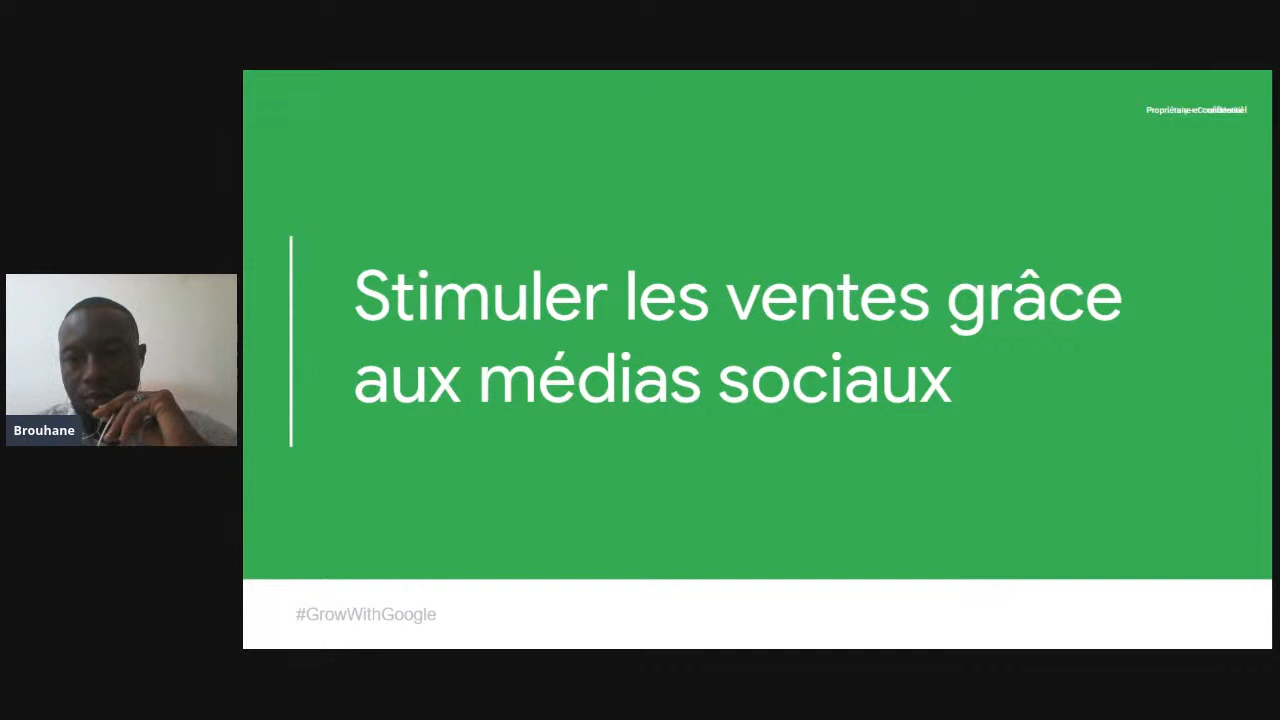 Stimuler les ventes grâce
aux médias sociaux
Brouhane
#GrowWithGoogle